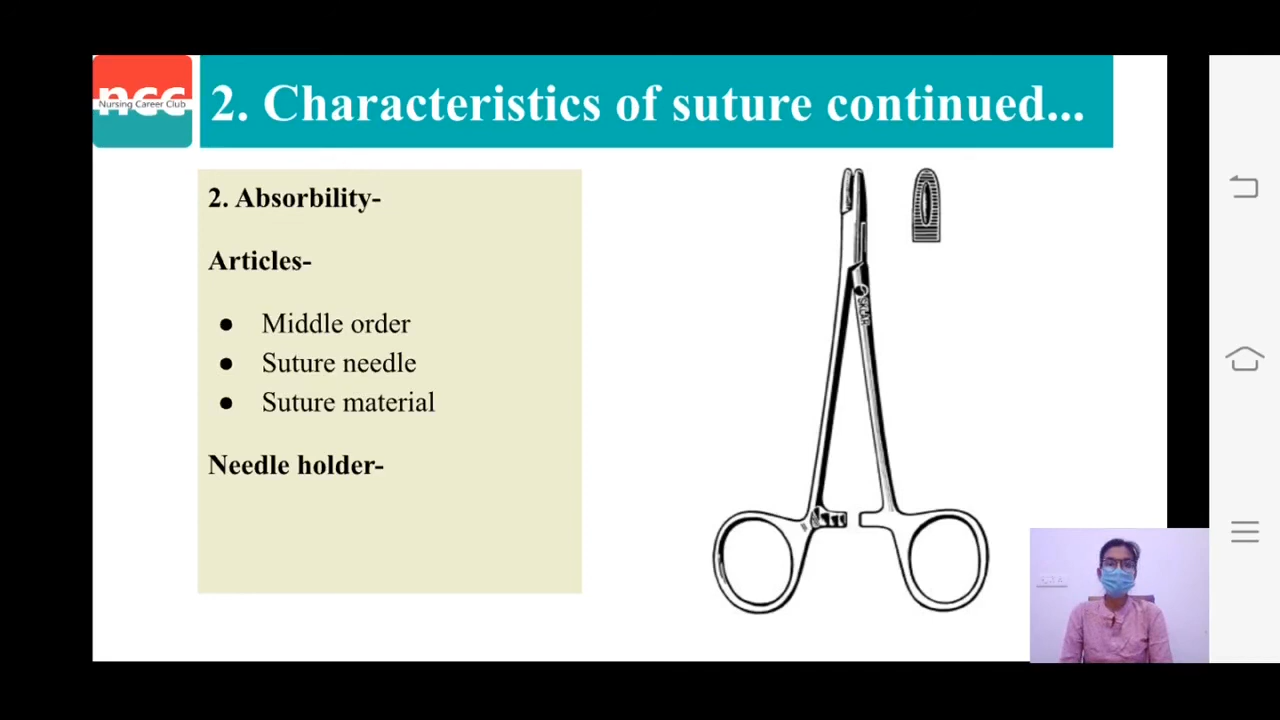 ncc
Nursing Career Club
2. Characteristics of suture continued...
2. Absorbility-
Articles-
● Middle order
● Suture needle
● Suture material
Needle holder-
SKLAR